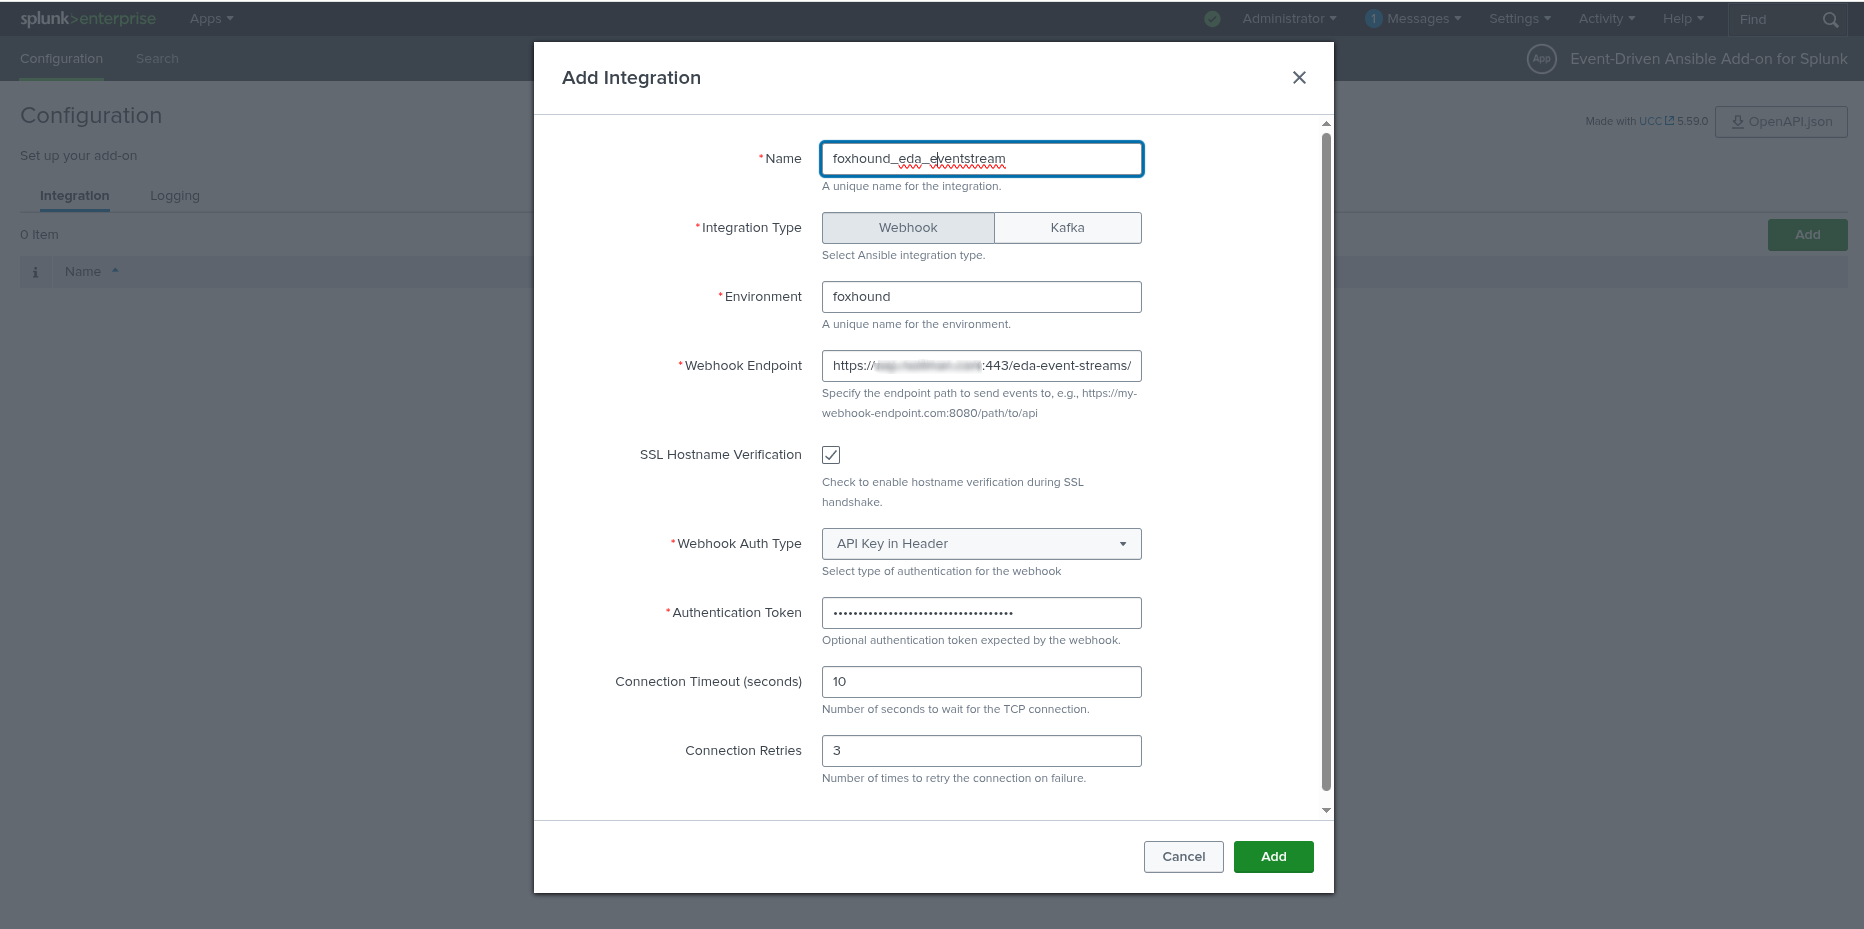 splunk>enterprise Apps Administrator 1 Messages Settings Activity Help Find
Configuration Search App Event-Driven Ansible Add-on for Splunk
Configuration
Made with UCC 5.59.0 OpenAPI.json
Set up your add-on
Integration Logging
0 Item Add
i Name
Add Integration
*Name foxhound_eda_eventstream
A unique name for the integration.
*Integration Type Webhook Kafka
Select Ansible integration type.
*Environment foxhound
A unique name for the environment.
*Webhook Endpoint https:// :443/eda-event-streams/
Specify the endpoint path to send events to, e.g., https://my-
webhook-endpoint.com:8080/path/to/api
SSL Hostname Verification
Check to enable hostname verification during SSL
handshake.
*Webhook Auth Type API Key in Header
Select type of authentication for the webhook
*Authentication Token ••••••••••••••••••••••••••••••••••••
Optional authentication token expected by the webhook.
Connection Timeout (seconds) 10
Number of seconds to wait for the TCP connection.
Connection Retries 3
Number of times to retry the connection on failure.
Cancel Add